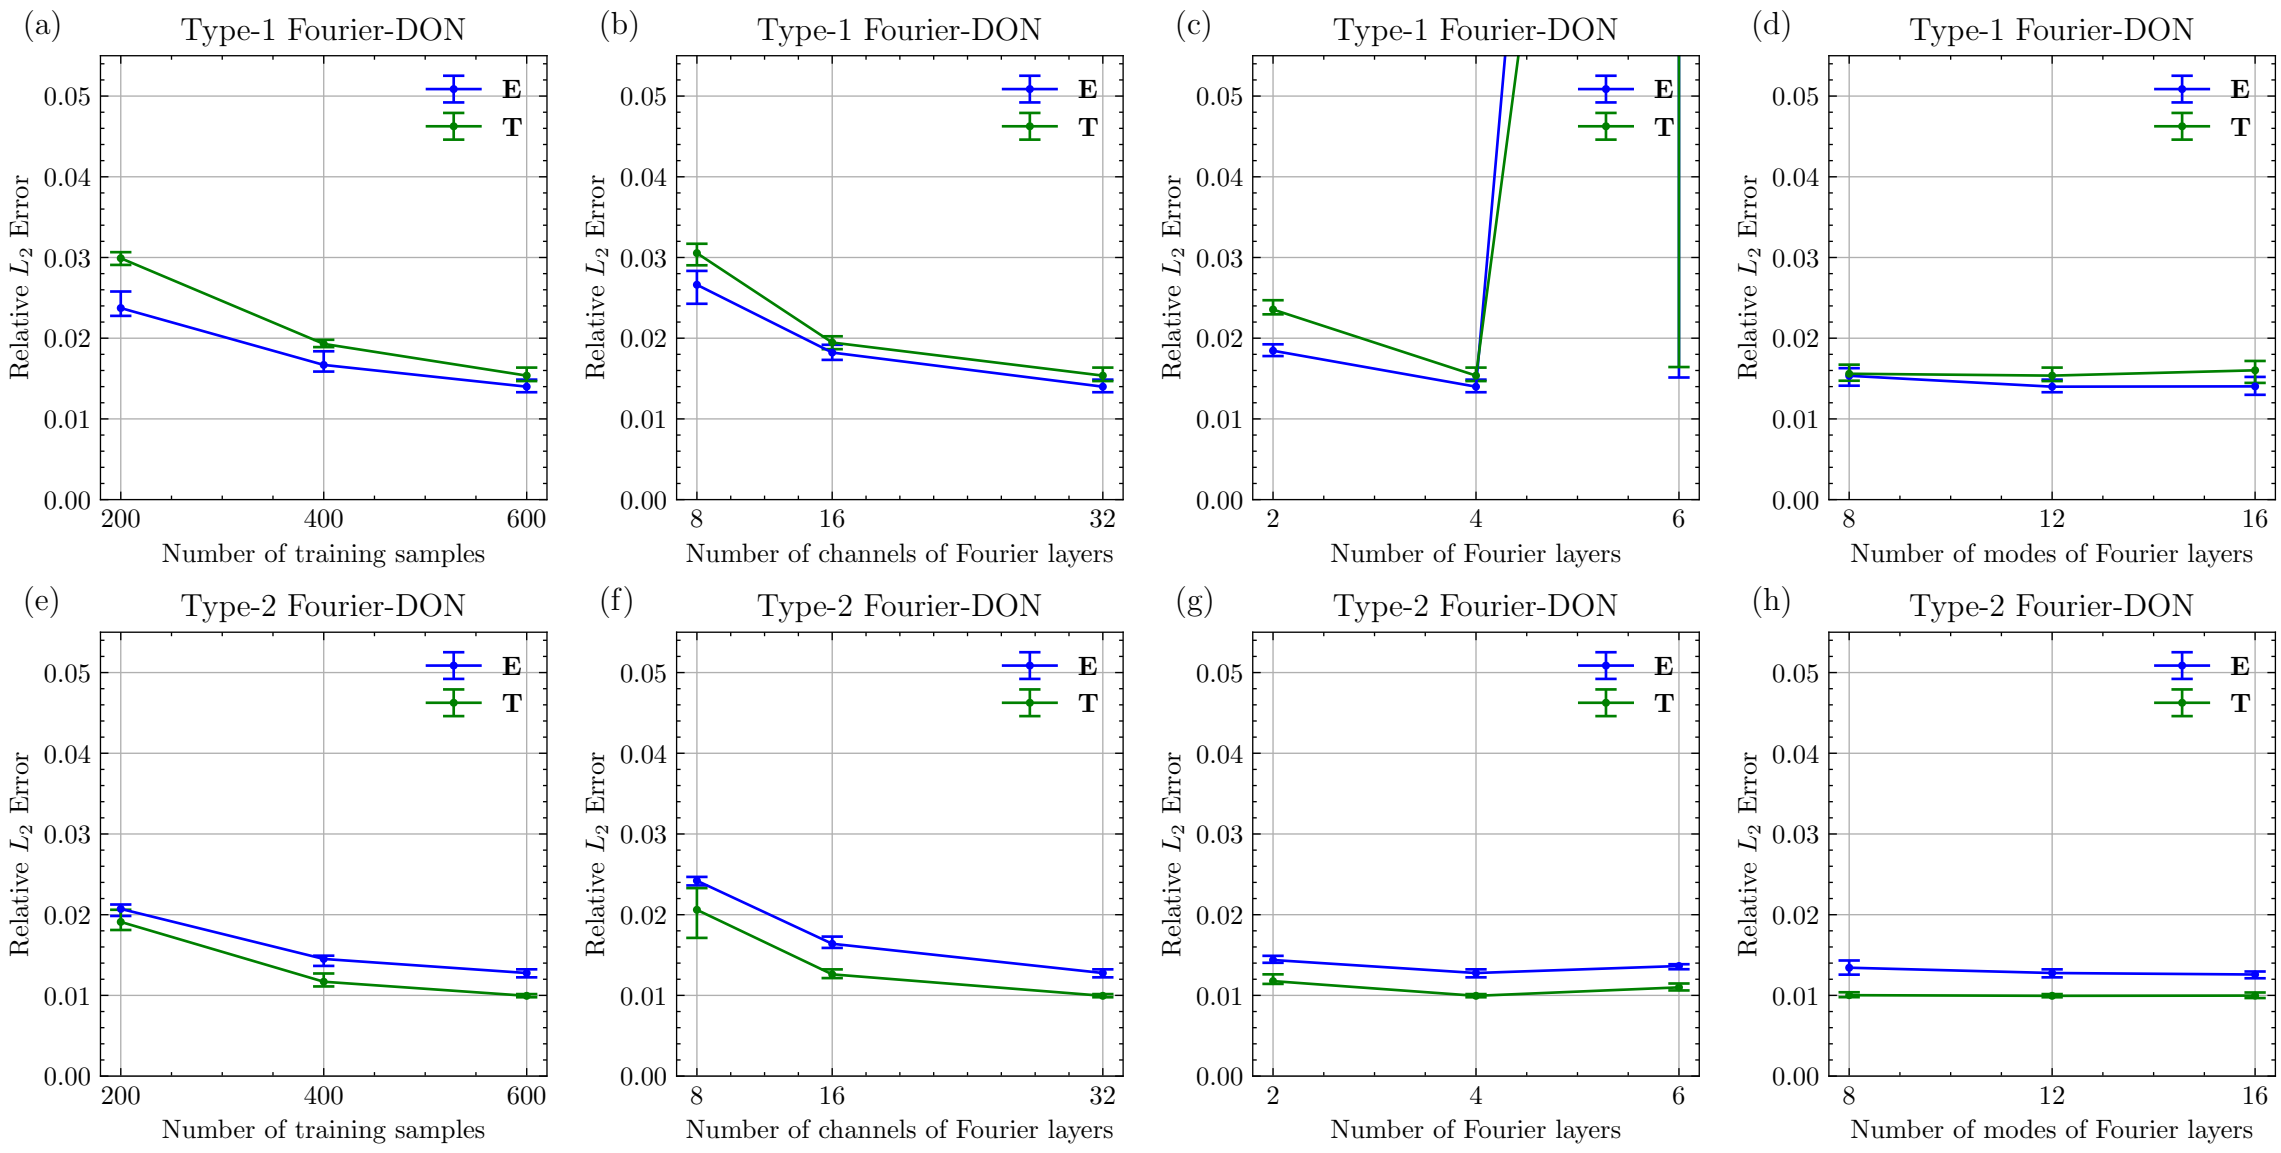 (a) Type-1 Fourier-DON
E
T
0.05
0.04
0.03
0.02
0.01
0.00
Relative L₂ Error
200 400 600
Number of training samples
(b) Type-1 Fourier-DON
E
T
0.05
0.04
0.03
0.02
0.01
0.00
Relative L₂ Error
8 16 32
Number of channels of Fourier layers
(c) Type-1 Fourier-DON
E
T
0.05
0.04
0.03
0.02
0.01
0.00
Relative L₂ Error
2 4 6
Number of Fourier layers
(d) Type-1 Fourier-DON
E
T
0.05
0.04
0.03
0.02
0.01
0.00
Relative L₂ Error
8 12 16
Number of modes of Fourier layers
(e) Type-2 Fourier-DON
E
T
0.05
0.04
0.03
0.02
0.01
0.00
Relative L₂ Error
200 400 600
Number of training samples
(f) Type-2 Fourier-DON
E
T
0.05
0.04
0.03
0.02
0.01
0.00
Relative L₂ Error
8 16 32
Number of channels of Fourier layers
(g) Type-2 Fourier-DON
E
T
0.05
0.04
0.03
0.02
0.01
0.00
Relative L₂ Error
2 4 6
Number of Fourier layers
(h) Type-2 Fourier-DON
E
T
0.05
0.04
0.03
0.02
0.01
0.00
Relative L₂ Error
8 12 16
Number of modes of Fourier layers